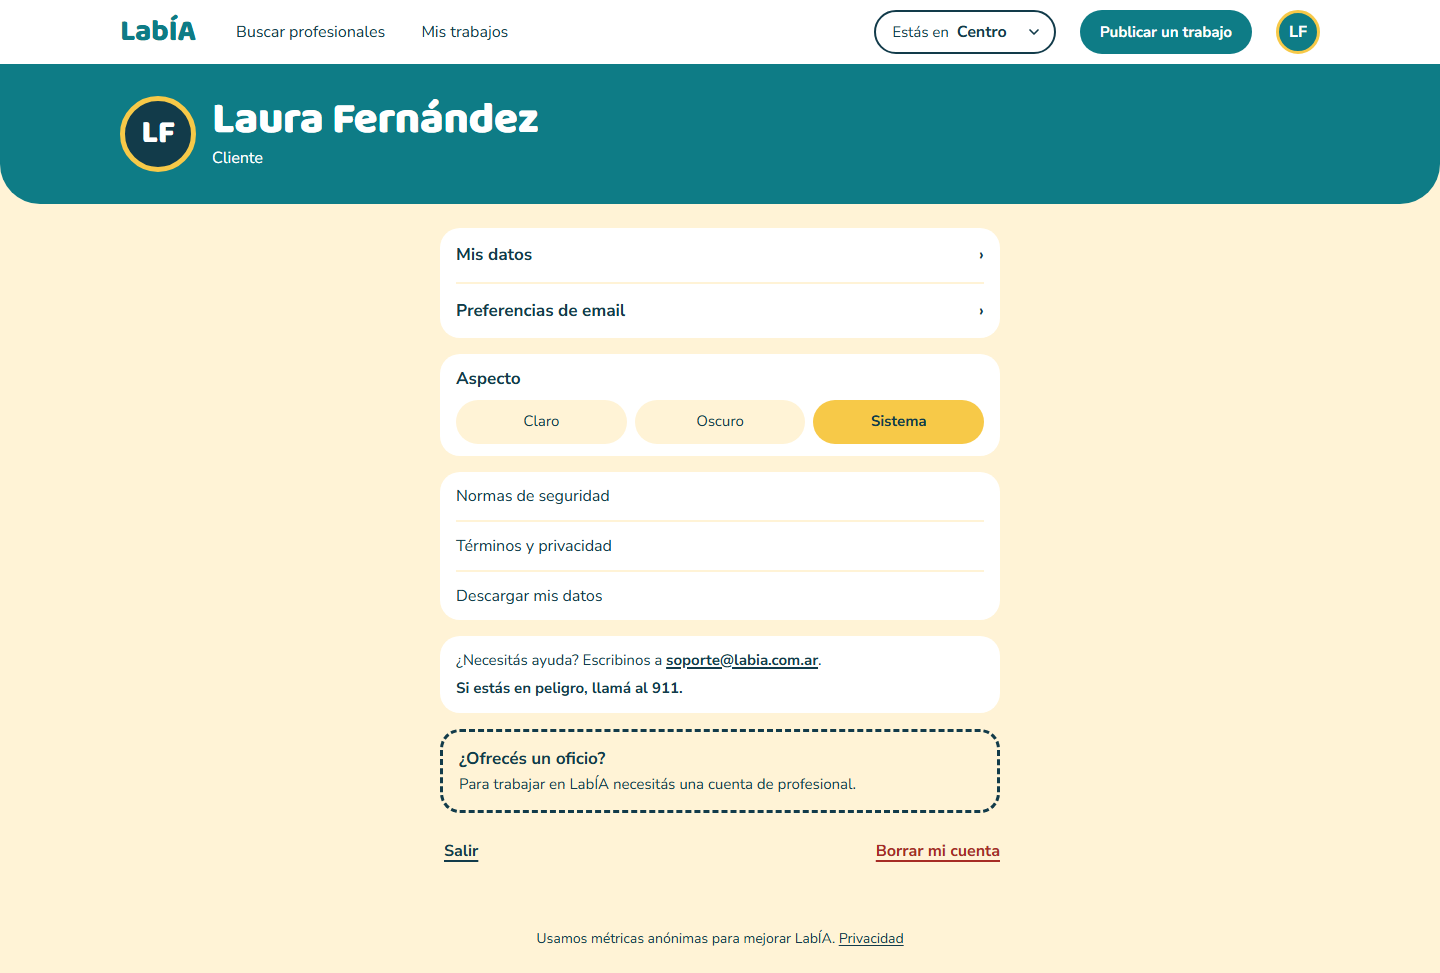 LabÍA
Buscar profesionales
Mis trabajos
Estás en Centro
Publicar un trabajo
LF
LF
Laura Fernández
Cliente
Mis datos ›
Preferencias de email ›
Aspecto
Claro
Oscuro
Sistema
Normas de seguridad
Términos y privacidad
Descargar mis datos
¿Necesitás ayuda? Escribinos a soporte@labia.com.ar.
Si estás en peligro, llamá al 911.
¿Ofrecés un oficio?
Para trabajar en LabÍA necesitás una cuenta de profesional.
Salir
Borrar mi cuenta
Usamos métricas anónimas para mejorar LabÍA. Privacidad